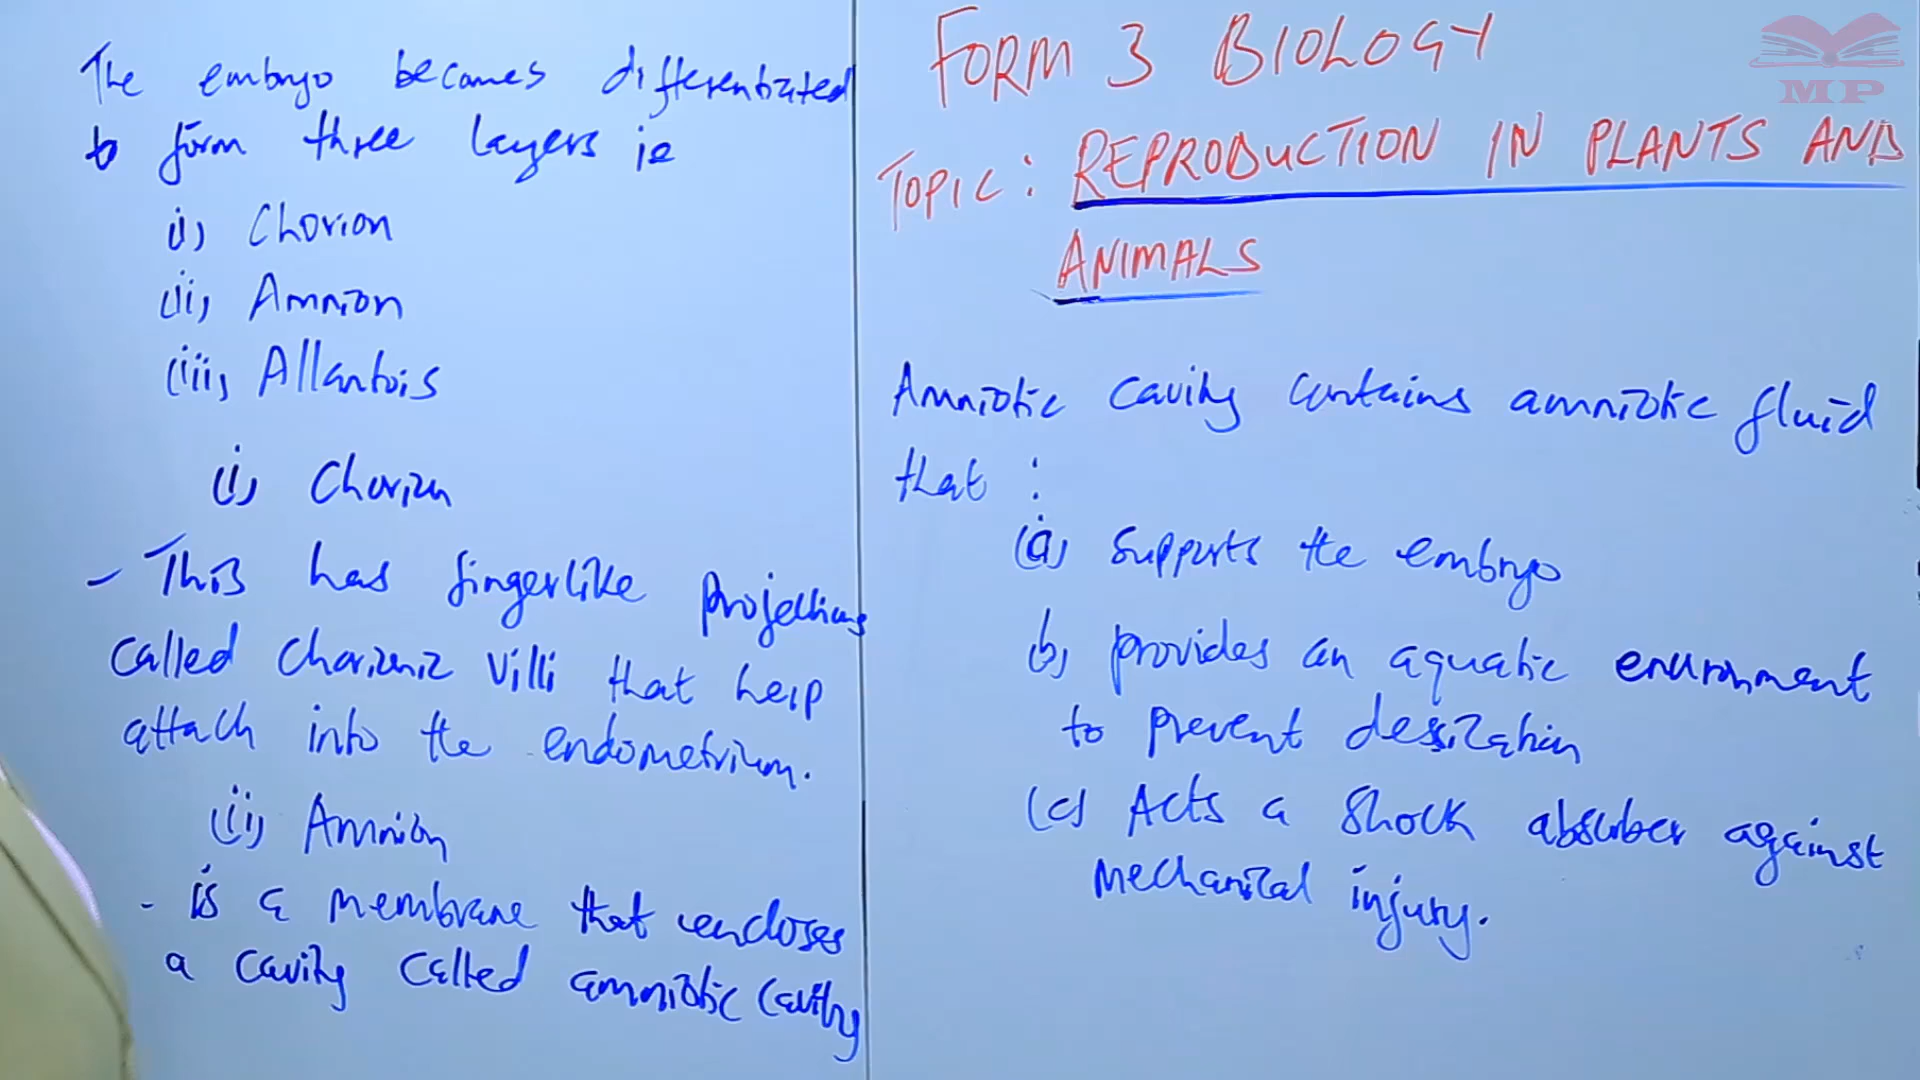 The embryo becomes differentiated
to form three layers ie
(i) Chorion
(ii) Amnion
(iii) Allantois
(i) Chorion
- This has fingerlike projections
called chorionic villi that help
attach into the endometrium.
(ii) Amnion
- is a membrane that encloses
a cavity called amniotic cavity
FORM 3 BIOLOGY
TOPIC: REPRODUCTION IN PLANTS AND
ANIMALS
Amniotic cavity contains amniotic fluid
that :
(a) supports the embryo
b) provides an aquatic environment
to prevent dessication
(c) Acts a shock absorber against
mechanical injury.
MP